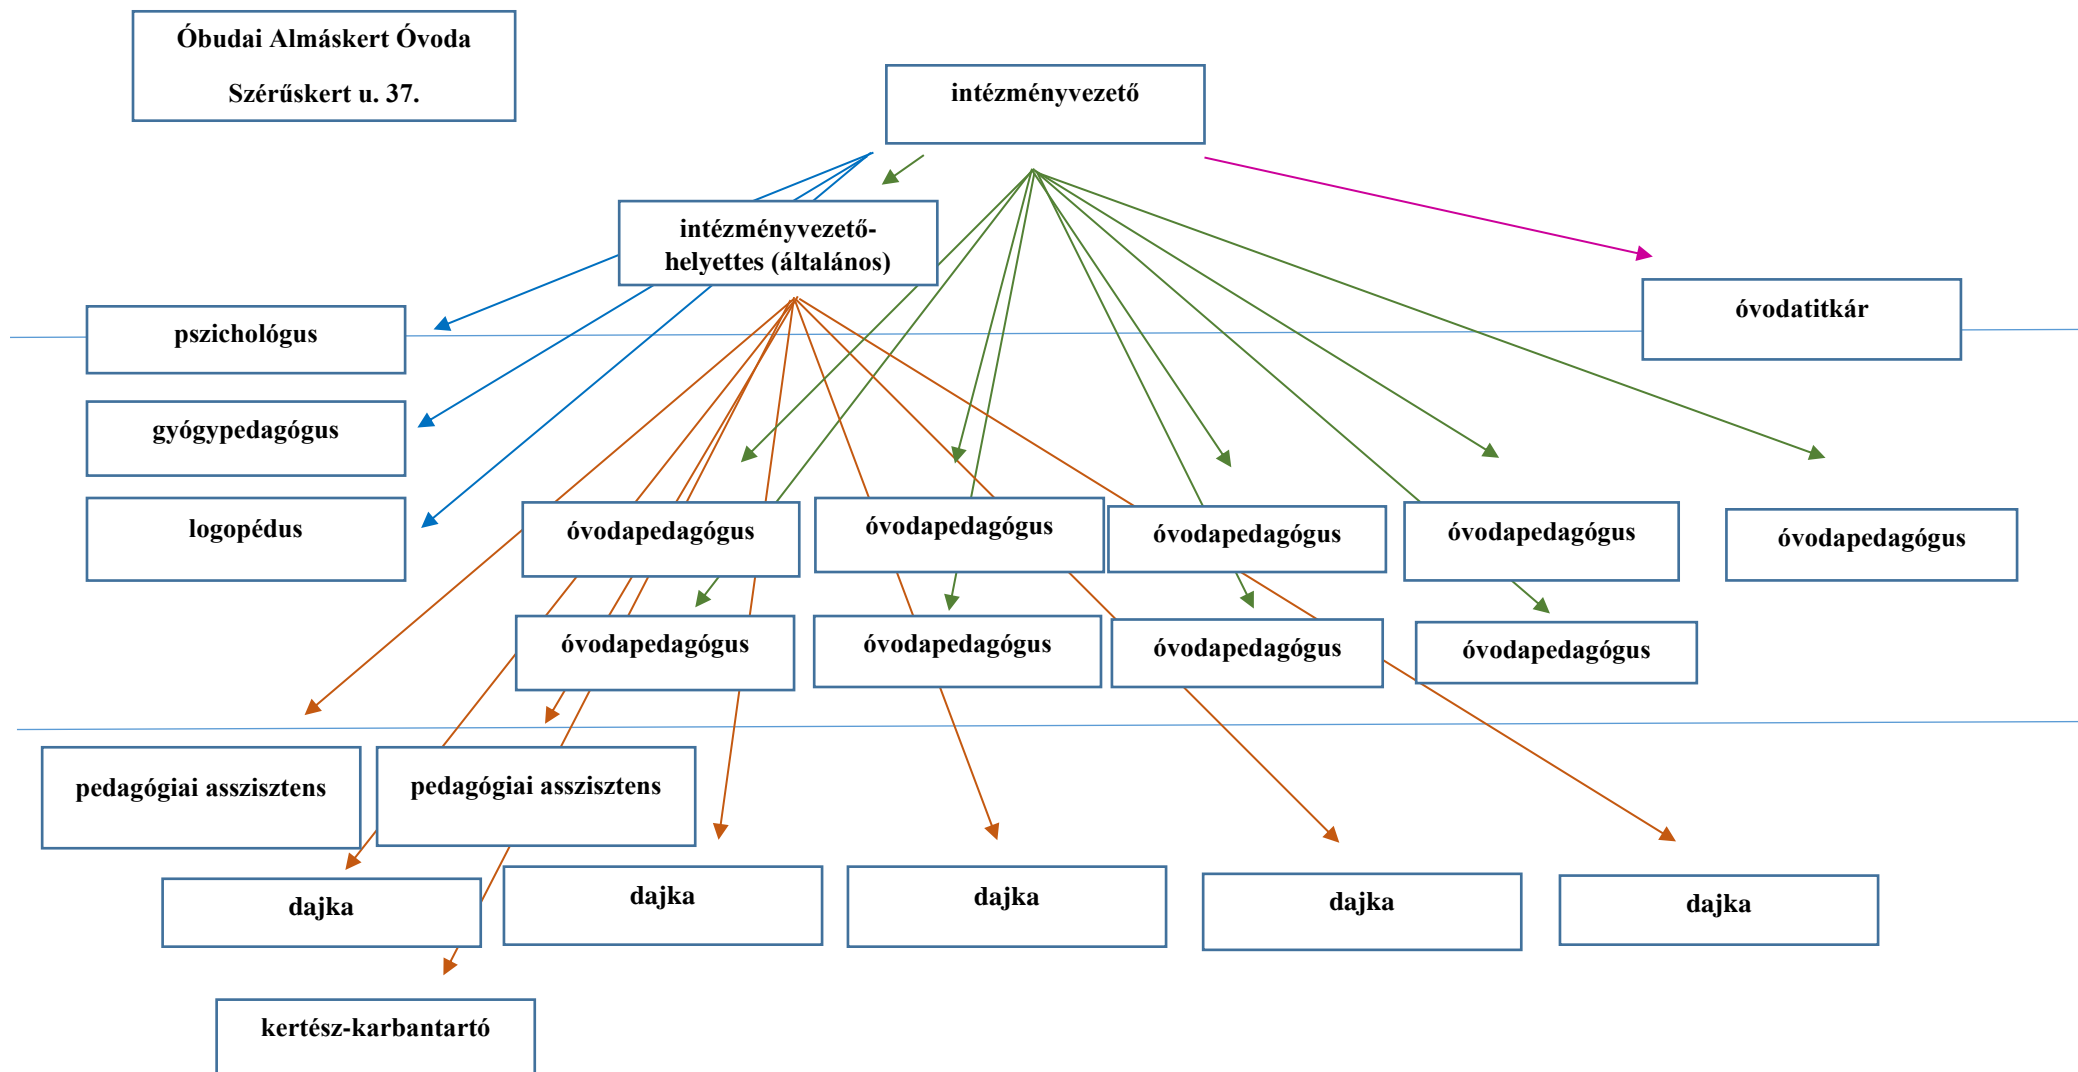 Óbudai Almáskert Óvoda
Szérűskert u. 37.
intézményvezető
intézményvezető-
helyettes (általános)
óvodatitkár
pszichológus
gyógypedagógus
logopédus
óvodapedagógus
óvodapedagógus
óvodapedagógus
óvodapedagógus
óvodapedagógus
óvodapedagógus
óvodapedagógus
óvodapedagógus
óvodapedagógus
pedagógiai asszisztens
pedagógiai asszisztens
dajka
dajka
dajka
dajka
dajka
kertész-karbantartó